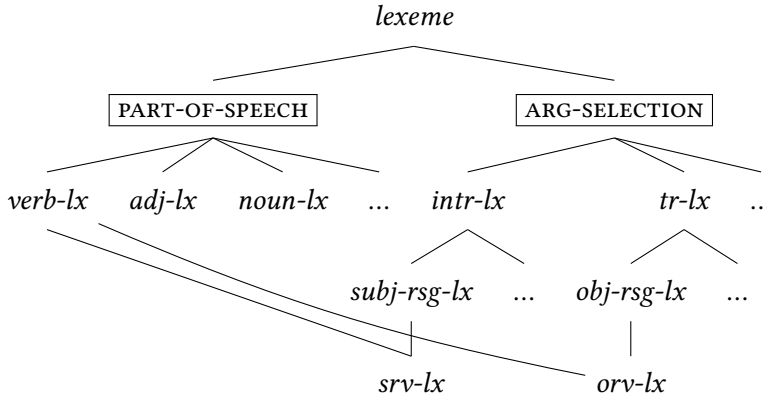 lexeme
PART-OF-SPEECH ARG-SELECTION
verb-lx adj-lx noun-lx ... intr-lx tr-lx ..
subj-rsg-lx ... obj-rsg-lx ...
srv-lx orv-lx